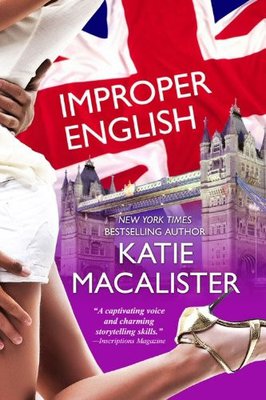 IMPROPER
ENGLISH
NEW YORK TIMES
BESTSELLING AUTHOR
KATIE
MACALISTER
“A captivating voice
and charming
storytelling skills.”
—Inscriptions Magazine